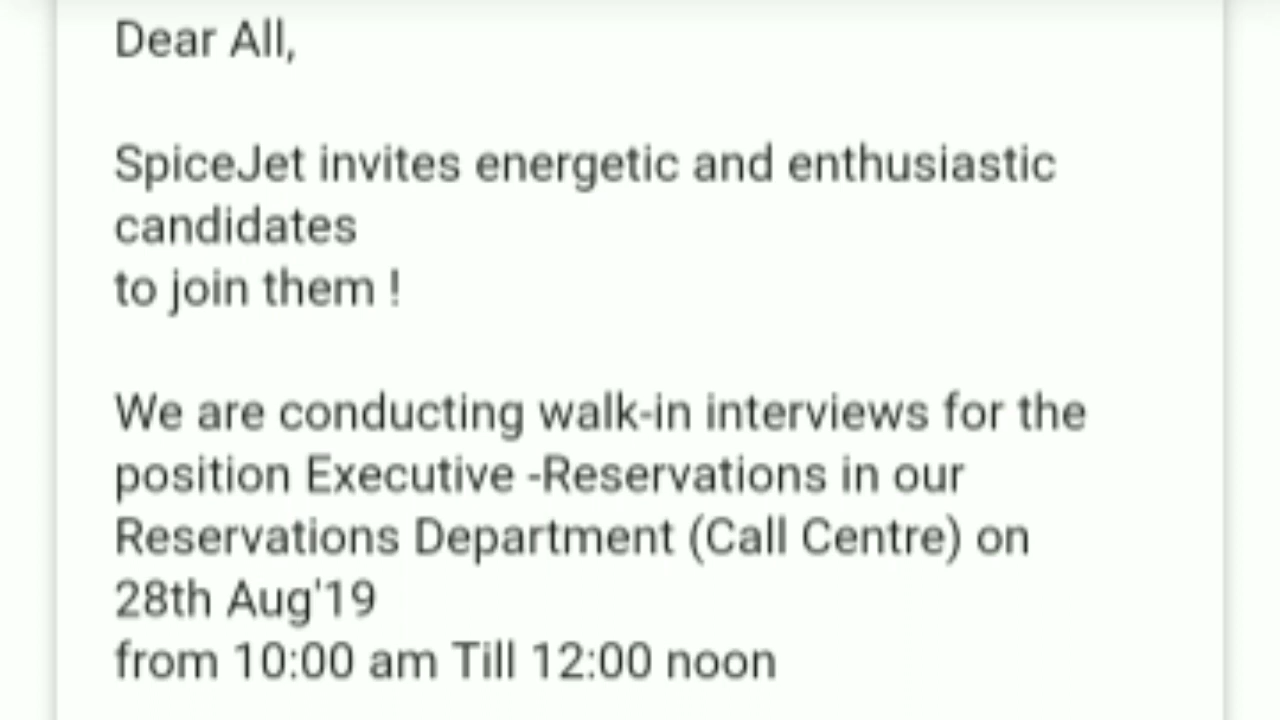 Dear All,
SpiceJet invites energetic and enthusiastic
candidates
to join them !
We are conducting walk-in interviews for the
position Executive -Reservations in our
Reservations Department (Call Centre) on
28th Aug'19
from 10:00 am Till 12:00 noon